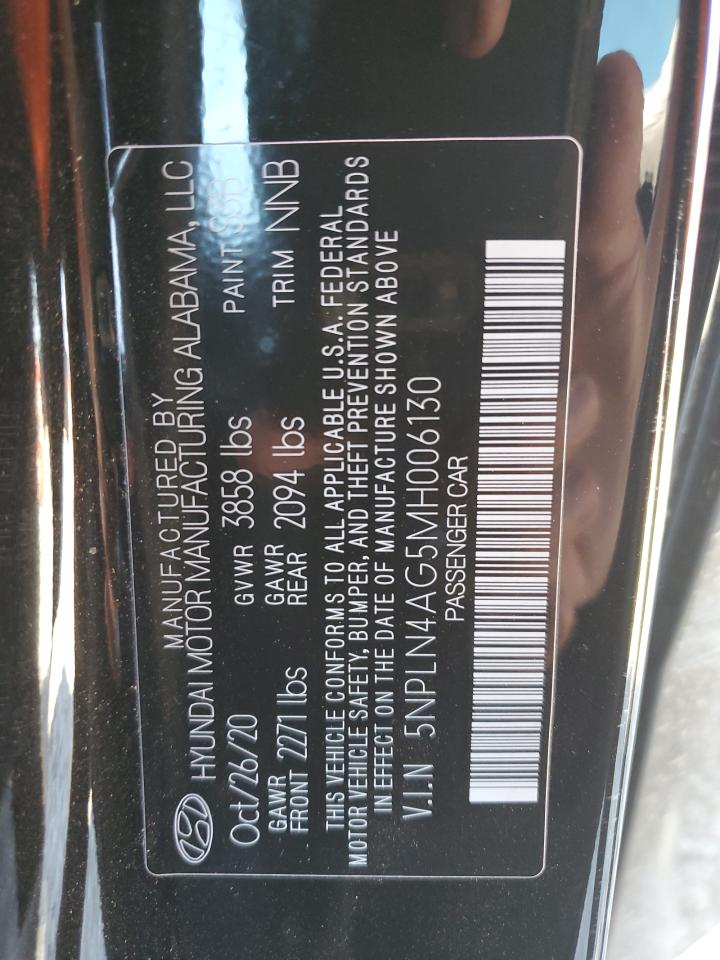 MANUFACTURED BY
HYUNDAI MOTOR MANUFACTURING ALABAMA, LLC
Oct/26/20 GVWR 3858 lbs PAINT
GAWR FRONT 2271 lbs GAWR REAR 2094 lbs TRIM NNB
THIS VEHICLE CONFORMS TO ALL APPLICABLE U.S.A. FEDERAL
MOTOR VEHICLE SAFETY, BUMPER, AND THEFT PREVENTION STANDARDS
IN EFFECT ON THE DATE OF MANUFACTURE SHOWN ABOVE
V.I.N 5NPLN4AG5MH006130
PASSENGER CAR